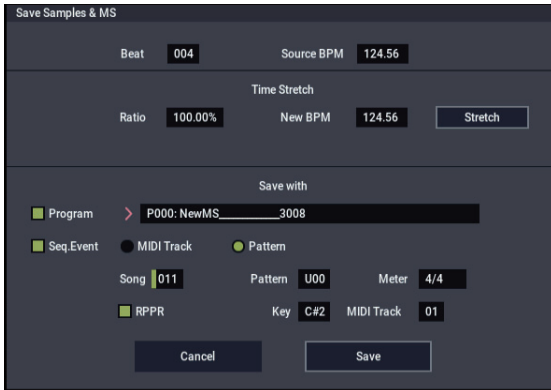 Save Samples & MS
Beat 004 Source BPM 124.56
Time Stretch
Ratio 100.00% New BPM 124.56 Stretch
Save with
Program P000: NewMS____________3008
Seq.Event MIDI Track Pattern
Song 011 Pattern U00 Meter 4/4
RPPR Key C#2 MIDI Track 01
Cancel Save